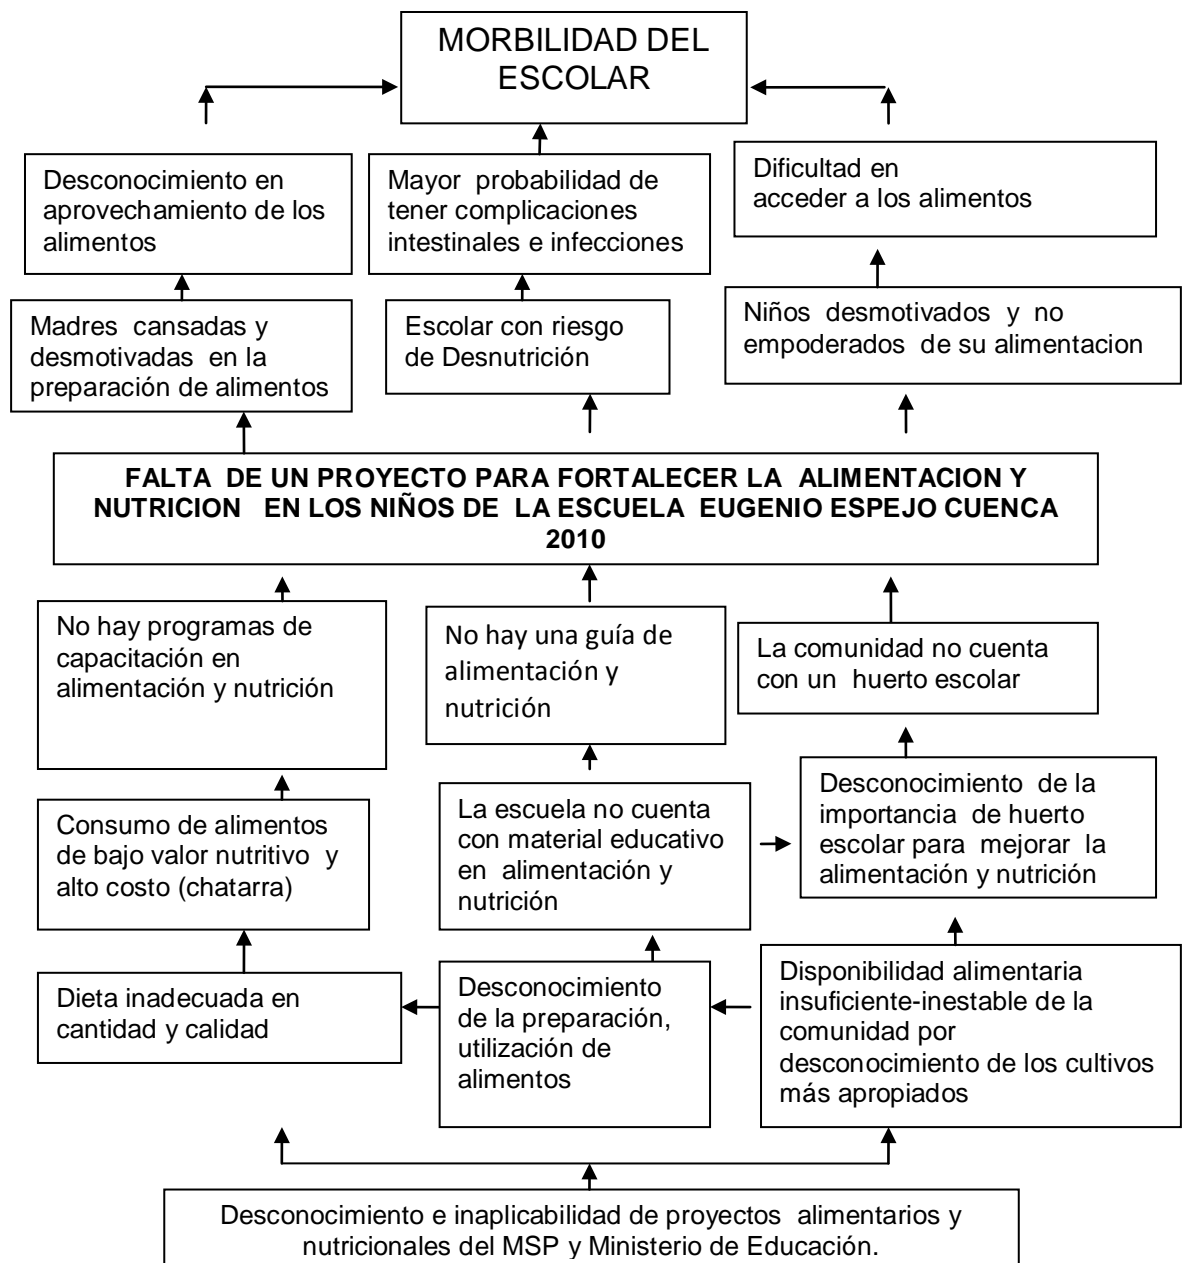 MORBILIDAD DEL
ESCOLAR
Desconocimiento en
aprovechamiento de los
alimentos
Mayor probabilidad de
tener complicaciones
intestinales e infecciones
Dificultad en
acceder a los alimentos
Madres cansadas y
desmotivadas en la
preparación de alimentos
Escolar con riesgo
de Desnutrición
Niños desmotivados y no
empoderados de su alimentacion
FALTA DE UN PROYECTO PARA FORTALECER LA ALIMENTACION Y
NUTRICION EN LOS NIÑOS DE LA ESCUELA EUGENIO ESPEJO CUENCA
2010
No hay programas de
capacitación en
alimentación y nutrición
No hay una guía de
alimentación y
nutrición
La comunidad no cuenta
con un huerto escolar
Consumo de alimentos
de bajo valor nutritivo y
alto costo (chatarra)
La escuela no cuenta
con material educativo
en alimentación y
nutrición
Desconocimiento de la
importancia de huerto
escolar para mejorar la
alimentación y nutrición
Dieta inadecuada en
cantidad y calidad
Desconocimiento
de la preparación,
utilización de
alimentos
Disponibilidad alimentaria
insuficiente-inestable de la
comunidad por
desconocimiento de los cultivos
más apropiados
Desconocimiento e inaplicabilidad de proyectos alimentarios y
nutricionales del MSP y Ministerio de Educación.